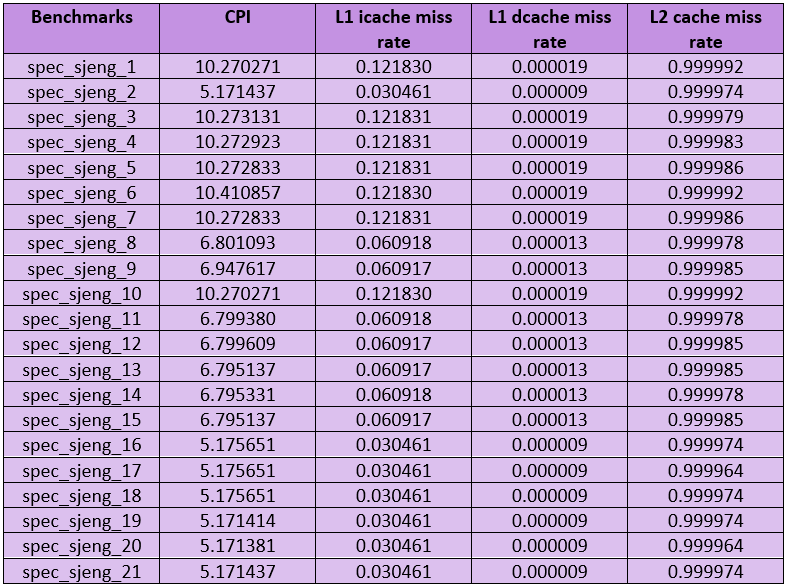 Benchmarks CPI L1 icache miss rate L1 dcache miss rate L2 cache miss rate
spec_sjeng_1 10.270271 0.121830 0.000019 0.999992
spec_sjeng_2 5.171437 0.030461 0.000009 0.999974
spec_sjeng_3 10.273131 0.121831 0.000019 0.999979
spec_sjeng_4 10.272923 0.121831 0.000019 0.999983
spec_sjeng_5 10.272833 0.121831 0.000019 0.999986
spec_sjeng_6 10.410857 0.121830 0.000019 0.999992
spec_sjeng_7 10.272833 0.121831 0.000019 0.999986
spec_sjeng_8 6.801093 0.060918 0.000013 0.999978
spec_sjeng_9 6.947617 0.060917 0.000013 0.999985
spec_sjeng_10 10.270271 0.121830 0.000019 0.999992
spec_sjeng_11 6.799380 0.060918 0.000013 0.999978
spec_sjeng_12 6.799609 0.060917 0.000013 0.999985
spec_sjeng_13 6.795137 0.060917 0.000013 0.999985
spec_sjeng_14 6.795331 0.060918 0.000013 0.999978
spec_sjeng_15 6.795137 0.060917 0.000013 0.999985
spec_sjeng_16 5.175651 0.030461 0.000009 0.999974
spec_sjeng_17 5.175651 0.030461 0.000009 0.999964
spec_sjeng_18 5.175651 0.030461 0.000009 0.999974
spec_sjeng_19 5.171414 0.030461 0.000009 0.999974
spec_sjeng_20 5.171381 0.030461 0.000009 0.999964
spec_sjeng_21 5.171437 0.030461 0.000009 0.999974